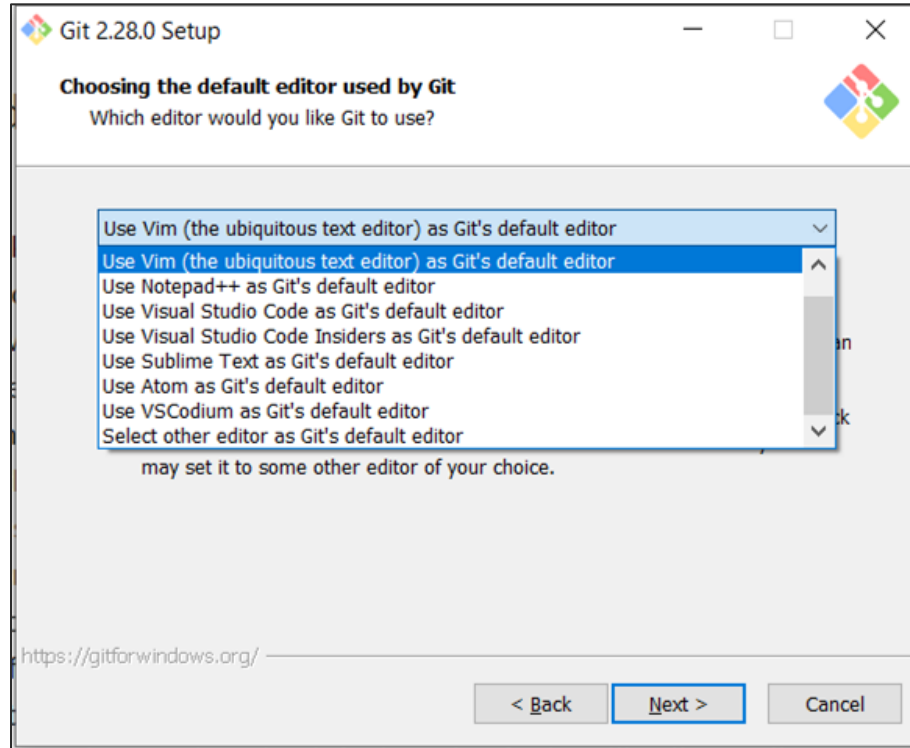 Git 2.28.0 Setup
Choosing the default editor used by Git
Which editor would you like Git to use?
Use Vim (the ubiquitous text editor) as Git's default editor
Use Vim (the ubiquitous text editor) as Git's default editor
Use Notepad++ as Git's default editor
Use Visual Studio Code as Git's default editor
Use Visual Studio Code Insiders as Git's default editor
Use Sublime Text as Git's default editor
Use Atom as Git's default editor
Use VSCodium as Git's default editor
Select other editor as Git's default editor
may set it to some other editor of your choice.
https://gitforwindows.org/
< Back
Next >
Cancel